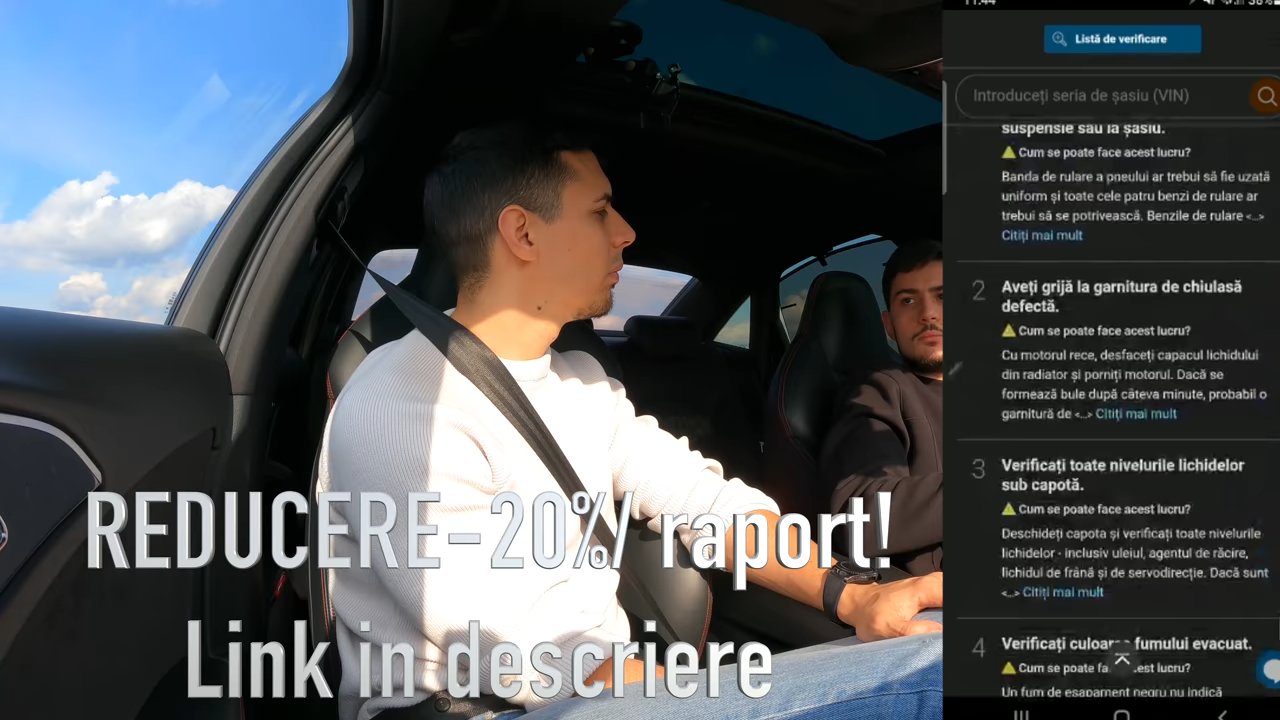 11:44
38%
Listă de verificare
Introduceți seria de șasiu (VIN)
suspensie sau la șasiu.
Cum se poate face acest lucru?
Banda de rulare a pneului ar trebui să fie uzată
uniform și toate cele patru benzi de rulare ar
trebui să se potrivească. Benzile de rulare <...>
Citiți mai mult
2 Aveți grijă la garnitura de chiulasă
defectă.
Cum se poate face acest lucru?
Cu motorul rece, desfaceți capacul lichidului
din radiator și porniți motorul. Dacă se
formează bule după câteva minute, probabil o
garnitură de <...> Citiți mai mult
3 Verificați toate nivelurile lichidelor
sub capotă.
Cum se poate face acest lucru?
Deschideți capota și verificați toate nivelurile
lichidelor - inclusiv uleiul, agentul de răcire,
lichidul de frână și de servodirecție. Dacă sunt
<...> Citiți mai mult
4 Verificați fumului evacuat.
Cum se poate
Un fum de eșapament negru nu indică
REDUCERE-20%/ raport!
Link in descriere